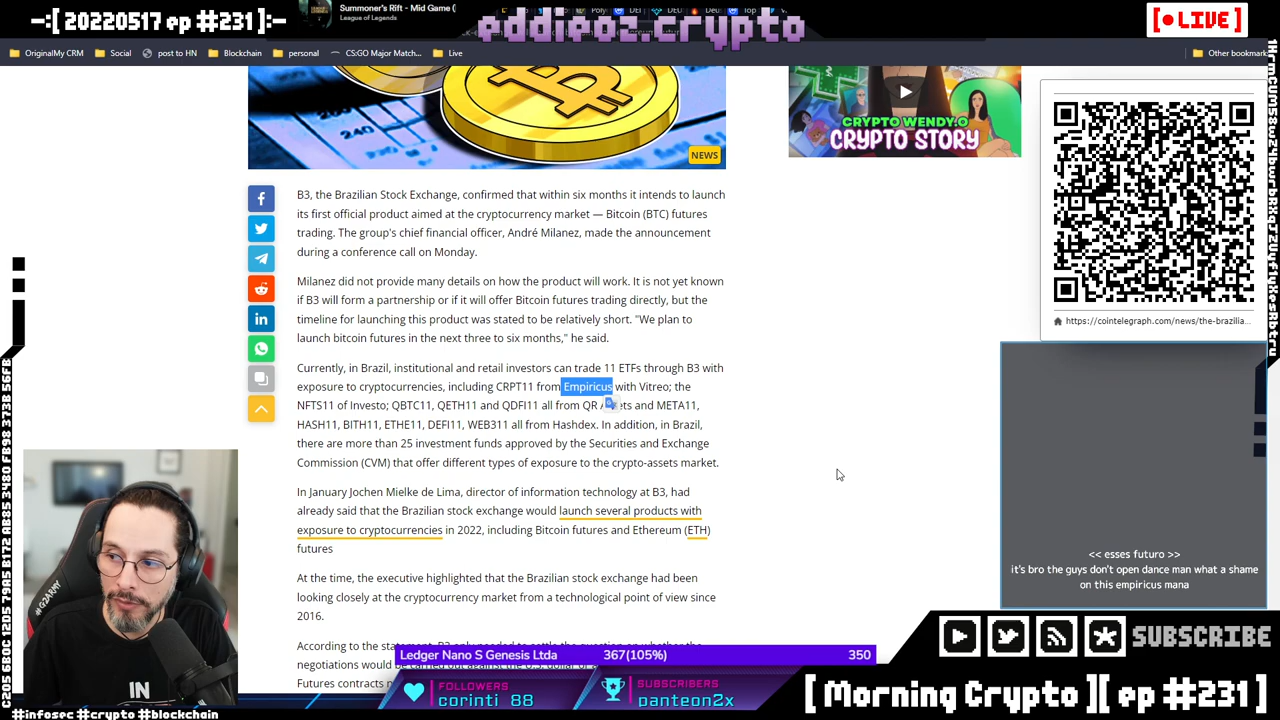 -:[ 20220517 ep #231]:-
Summoner's Rift - Mid Game (
League of Legends
eddieoz.crypto
[● LIVE]
OriginalMy CRM
Social
post to HN
Blockchain
personal
CS:GO Major Match...
Live
Other bookmark
NEWS
CRYPTO WENDY.O
CRYPTO STORY
B3, the Brazilian Stock Exchange, confirmed that within six months it intends to launch
its first official product aimed at the cryptocurrency market — Bitcoin (BTC) futures
trading. The group's chief financial officer, André Milanez, made the announcement
during a conference call on Monday.
Milanez did not provide many details on how the product will work. It is not yet known
if B3 will form a partnership or if it will offer Bitcoin futures trading directly, but the
timeline for launching this product was stated to be relatively short. "We plan to
launch bitcoin futures in the next three to six months," he said.
Currently, in Brazil, institutional and retail investors can trade 11 ETFs through B3 with
exposure to cryptocurrencies, including CRPT11 from Empiricus with Vitreo; the
NFTS11 of Investo; QBTC11, QETH11 and QDFI11 all from QR and META11,
HASH11, BITH11, ETHE11, DEFI11, WEB311 all from Hashdex. In addition, in Brazil,
there are more than 25 investment funds approved by the Securities and Exchange
Commission (CVM) that offer different types of exposure to the crypto-assets market.
In January Jochen Mielke de Lima, director of information technology at B3, had
already said that the Brazilian stock exchange would launch several products with
exposure to cryptocurrencies in 2022, including Bitcoin futures and Ethereum (ETH)
futures
At the time, the executive highlighted that the Brazilian stock exchange had been
looking closely at the cryptocurrency market from a technological point of view since
2016.
According to the
negotiations would
Futures contracts
https://cointelegraph.com/news/the-brazilia...
<< esses futuro >>
it's bro the guys don't open dance man what a shame
on this empiricus mana
Ledger Nano S Genesis Ltda 367(105%) 350
FOLLOWERS
corinti_88
SUBSCRIBERS
panteon2x
SUBSCRIBE
[ Morning Crypto ][ ep #231 ]
G2ARMY
IN
#infosec #crypto #blockchain